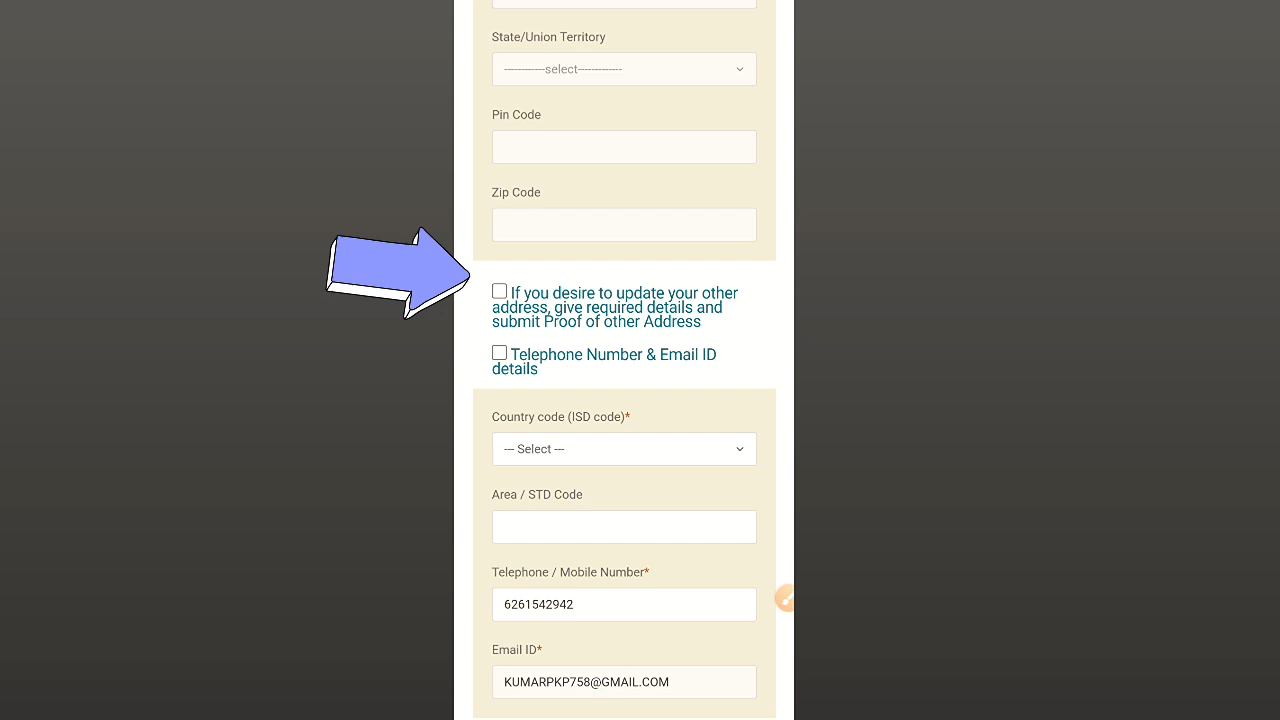 State/Union Territory
-------------select--------------
Pin Code
Zip Code
If you desire to update your other
address, give required details and
submit Proof of other Address
Telephone Number & Email ID
details
Country code (ISD code)*
--- Select ---
Area / STD Code
Telephone / Mobile Number*
6261542942
Email ID*
KUMARPKP758@GMAIL.COM